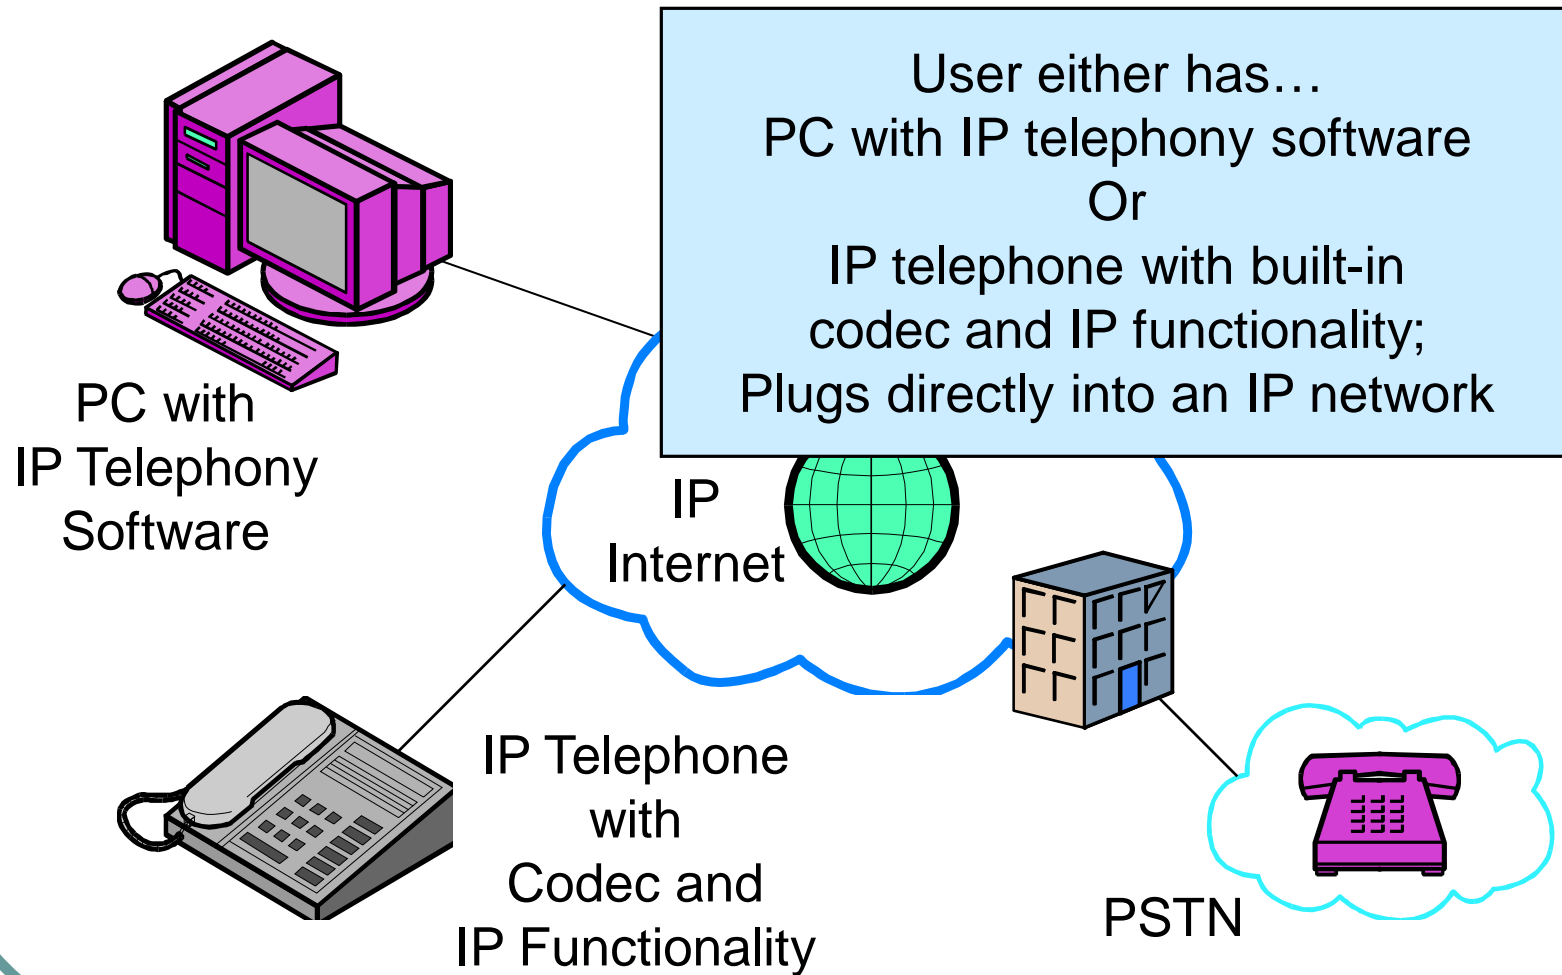 User either has…
PC with IP telephony software
Or
IP telephone with built-in
codec and IP functionality;
Plugs directly into an IP network
PC with
IP Telephony
Software
IP
Internet
IP Telephone
with
Codec and
IP Functionality
PSTN